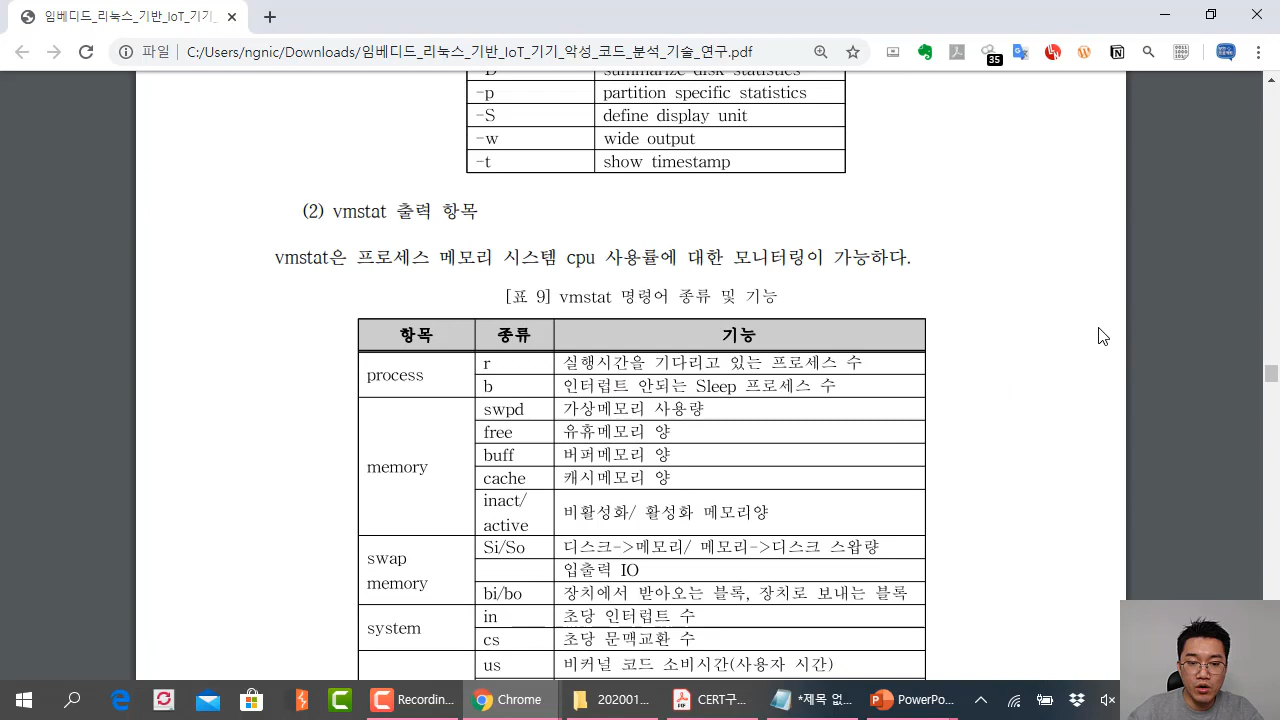 임베디드_리눅스_기반_IoT_기기_
파일 C:/Users/ngnic/Downloads/임베디드_리눅스_기반_IoT_기기_악성_코드_분석_기술_연구.pdf
35
-D summarize disk statistics
-p partition specific statistics
-S define display unit
-w wide output
-t show timestamp
(2) vmstat 출력 항목
vmstat은 프로세스 메모리 시스템 cpu 사용률에 대한 모니터링이 가능하다.
[표 9] vmstat 명령어 종류 및 기능
항목 종류 기능
process
r 실행시간을 기다리고 있는 프로세스 수
b 인터럽트 안되는 Sleep 프로세스 수
memory
swpd 가상메모리 사용량
free 유휴메모리 양
buff 버퍼메모리 양
cache 캐시메모리 양
inact/
active
비활성화/ 활성화 메모리양
swap
memory
Si/So 디스크->메모리/ 메모리->디스크 스왑량
입출력 IO
bi/bo 장치에서 받아오는 블록, 장치로 보내는 블록
system
in 초당 인터럽트 수
cs 초당 문맥교환 수
us 비커널 코드 소비시간(사용자 시간)
Recording...
Chrome
202001...
CERT구...
*제목 없...
PowerPo...